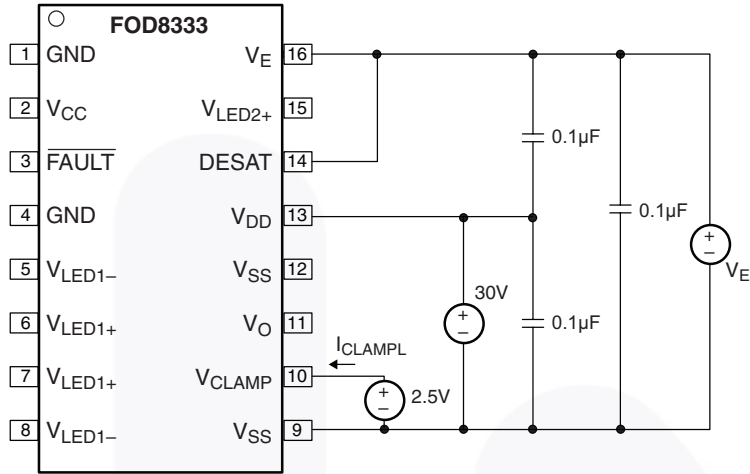 FOD8333
1 GND VE 16
2 VCC VLED2+ 15
3 FAULT DESAT 14
4 GND VDD 13
5 VLED1– VSS 12
6 VLED1+ VO 11
7 VLED1+ VCLAMP 10
8 VLED1– VSS 9
0.1µF
0.1µF
+
–
VE
30V
+
–
0.1µF
ICLAMPL
+
–
2.5V